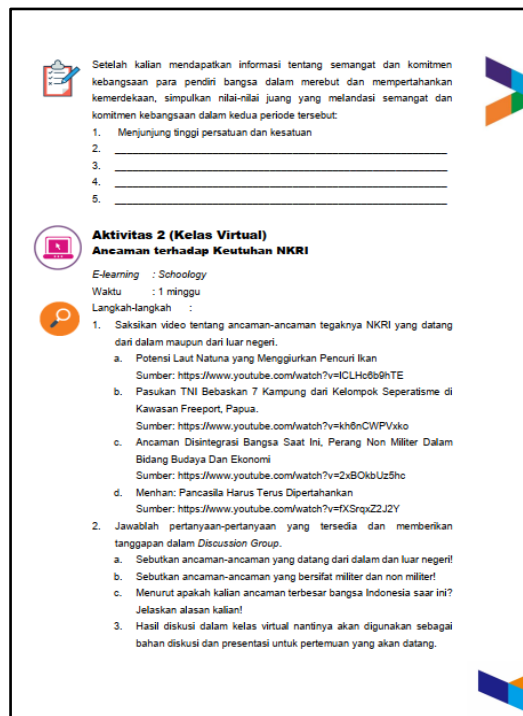 Setelah kalian mendapatkan informasi tentang semangat dan komitmen
kebangsaan para pendiri bangsa dalam merebut dan mempertahankan
kemerdekaan, simpulkan nilai-nilai juang yang melandasi semangat dan
komitmen kebangsaan dalam kedua periode tersebut:
1. Menjunjung tinggi persatuan dan kesatuan
2.
3.
4.
5.
Aktivitas 2 (Kelas Virtual)
Ancaman terhadap Keutuhan NKRI
E-learning : Schoology
Waktu : 1 minggu
Langkah-langkah :
1. Saksikan video tentang ancaman-ancaman tegaknya NKRI yang datang
dari dalam maupun dari luar negeri.
a. Potensi Laut Natuna yang Menggiurkan Pencuri Ikan
Sumber: https://www.youtube.com/watch?v=ICLHc6b9hTE
b. Pasukan TNI Bebaskan 7 Kampung dari Kelompok Seperatisme di
Kawasan Freeport, Papua.
Sumber: https://www.youtube.com/watch?v=kh6nCWPVxko
c. Ancaman Disintegrasi Bangsa Saat Ini, Perang Non Militer Dalam
Bidang Budaya Dan Ekonomi
Sumber: https://www.youtube.com/watch?v=2xBOkbUz5hc
d. Menhan: Pancasila Harus Terus Dipertahankan
Sumber: https://www.youtube.com/watch?v=fXSrqxZ2J2Y
2. Jawablah pertanyaan-pertanyaan yang tersedia dan memberikan
tanggapan dalam Discussion Group.
a. Sebutkan ancaman-ancaman yang datang dari dalam dan luar negeri!
b. Sebutkan ancaman-ancaman yang bersifat militer dan non militer!
c. Menurut apakah kalian ancaman terbesar bangsa Indonesia saar ini?
Jelaskan alasan kalian!
3. Hasil diskusi dalam kelas virtual nantinya akan digunakan sebagai
bahan diskusi dan presentasi untuk pertemuan yang akan datang.